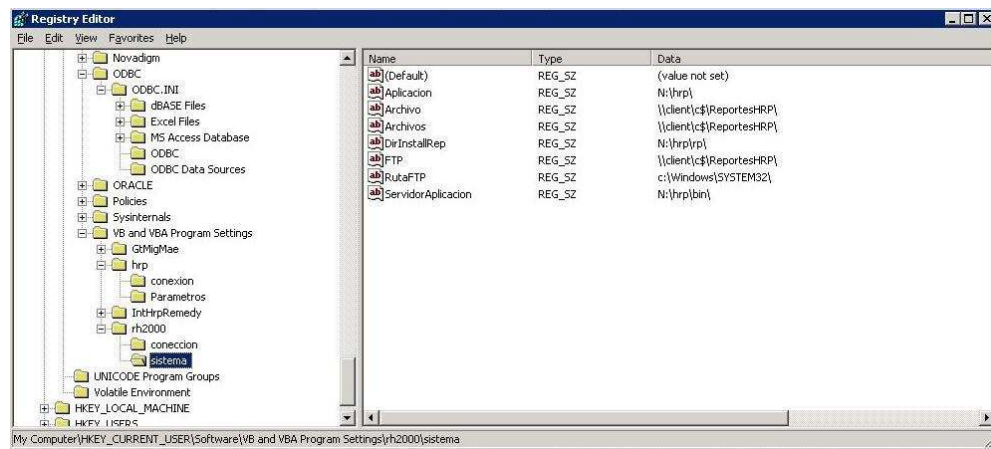 Registry Editor
File Edit View Favorites Help
Novadigm
ODBC
ODBC.INI
dBASE Files
Excel Files
MS Access Database
ODBC
ODBC Data Sources
ORACLE
Policies
Sysinternals
VB and VBA Program Settings
GtMigMae
hrp
conexion
Parametros
IntHrpRemedy
rh2000
coneccion
sistema
UNICODE Program Groups
Volatile Environment
HKEY_LOCAL_MACHINE
HKEY_USERS
Name Type Data
(Default) REG_SZ (value not set)
Aplicacion REG_SZ N:\hrp\
Archivo REG_SZ \\client\c$\ReportesHRP\
Archivos REG_SZ \\client\c$\ReportesHRP\
DirInstallRep REG_SZ N:\hrp\rp\
FTP REG_SZ \\client\c$\ReportesHRP\
RutaFTP REG_SZ c:\Windows\SYSTEM32\
ServidorAplicacion REG_SZ N:\hrp\bin\
My Computer\HKEY_CURRENT_USER\Software\VB and VBA Program Settings\rh2000\sistema